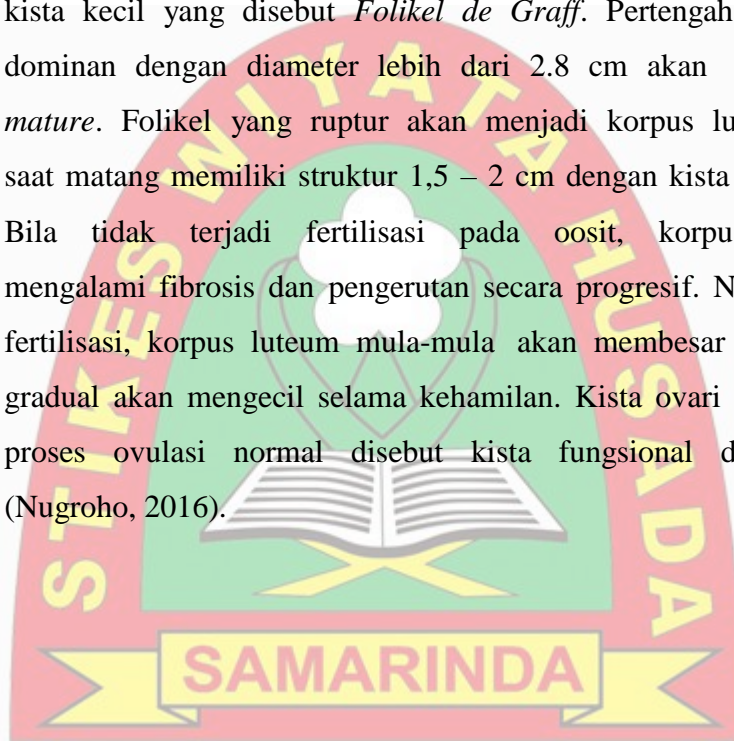 kista kecil yang disebut Folikel de Graff. Pertengah
dominan dengan diameter lebih dari 2.8 cm akan
mature. Folikel yang ruptur akan menjadi korpus lu
saat matang memiliki struktur 1,5 – 2 cm dengan kista
Bila tidak terjadi fertilisasi pada oosit, korpu
mengalami fibrosis dan pengerutan secara progresif. N
fertilisasi, korpus luteum mula-mula akan membesar
gradual akan mengecil selama kehamilan. Kista ovari
proses ovulasi normal disebut kista fungsional d
(Nugroho, 2016).
STIKES WIYATA HUSADA
SAMARINDA